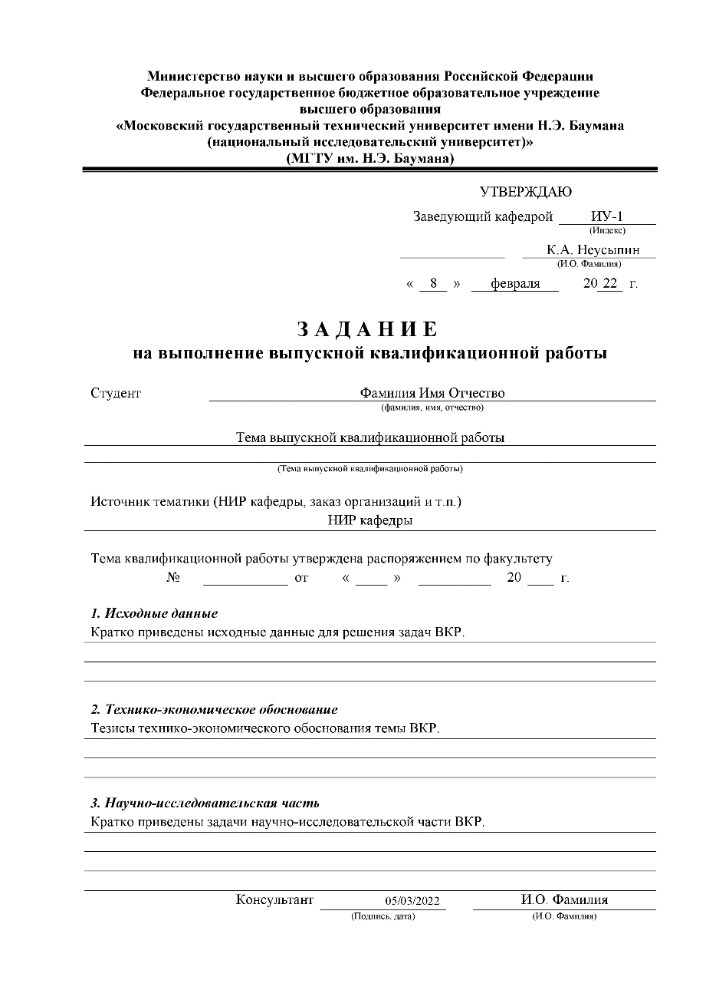 Министерство науки и высшего образования Российской Федерации
Федеральное государственное бюджетное образовательное учреждение
высшего образования
«Московский государственный технический университет имени Н.Э. Баумана
(национальный исследовательский университет)»
(МГТУ им. Н.Э. Баумана)
УТВЕРЖДАЮ
Заведующий кафедрой ИУ-1
(Индекс)
К.А. Неусыпин
(И.О. Фамилия)
« 8 » февраля 20 22 г.
З А Д А Н И Е
на выполнение выпускной квалификационной работы
Студент Фамилия Имя Отчество
(фамилия, имя, отчество)
Тема выпускной квалификационной работы
(Тема выпускной квалификационной работы)
Источник тематики (НИР кафедры, заказ организаций и т.п.)
НИР кафедры
Тема квалификационной работы утверждена распоряжением по факультету
№ от « » 20 г.
1. Исходные данные
Кратко приведены исходные данные для решения задач ВКР.
2. Технико-экономическое обоснование
Тезисы технико-экономического обоснования темы ВКР.
3. Научно-исследовательская часть
Кратко приведены задачи научно-исследовательской части ВКР.
Консультант 05/03/2022 И.О. Фамилия
(Подпись, дата) (И.О. Фамилия)